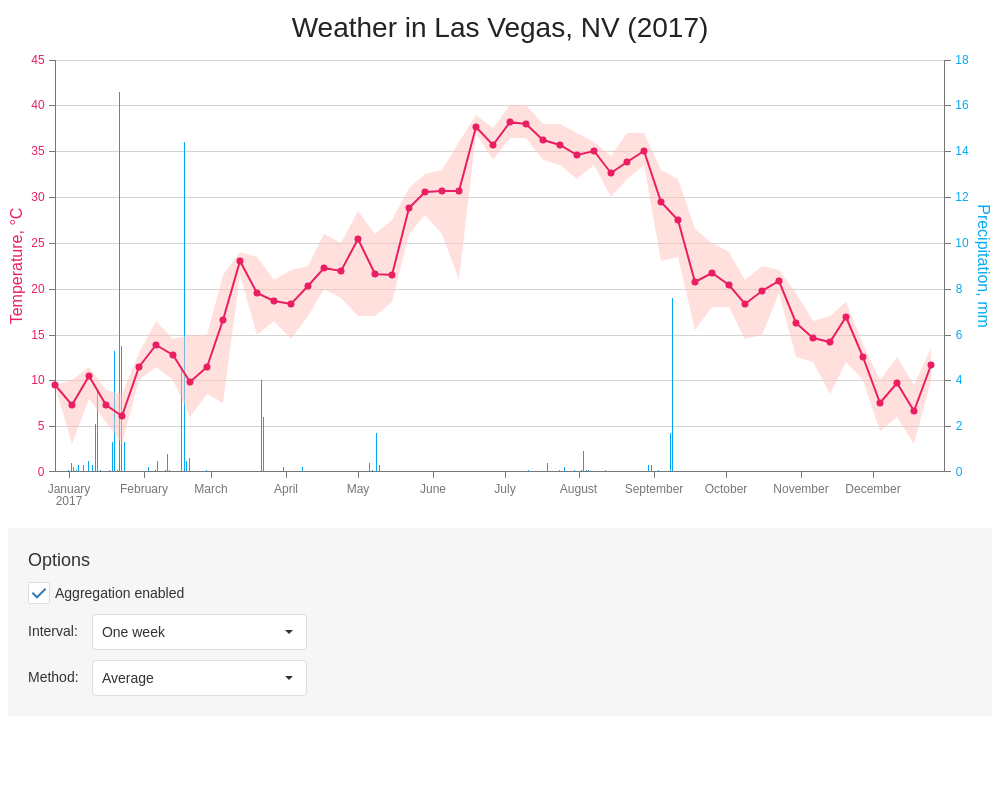 Weather in Las Vegas, NV (2017)
45
40
35
30
25
20
15
10
5
0
Temperature, °C
18
16
14
12
10
8
6
4
2
0
Precipitation, mm
January February March April May June July August September October November December
2017
Options
Aggregation enabled
Interval: One week
Method: Average